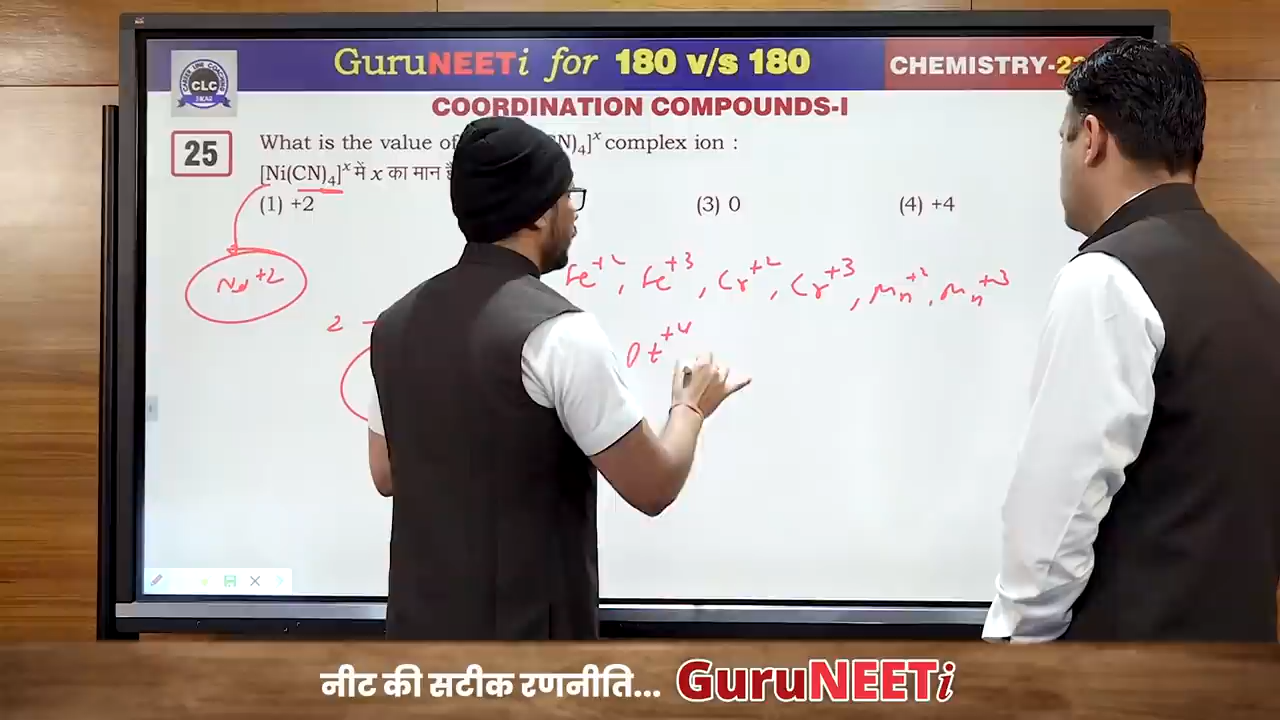 GuruNEETi for 180 v/s 180
CHEMISTRY-2
CLC
SIKAR
COORDINATION COMPOUNDS-I
25
What is the value of N)₄]ˣ complex ion :
[Ni(CN)₄]ˣ में x का मान
(1) +2
(3) 0
(4) +4
Fe⁺², Fe⁺³, Cr⁺², Cr⁺³, Mn⁺², Mn⁺³
Ni⁺²
2
Pt⁺⁴
नीट की सटीक रणनीति... GuruNEETi